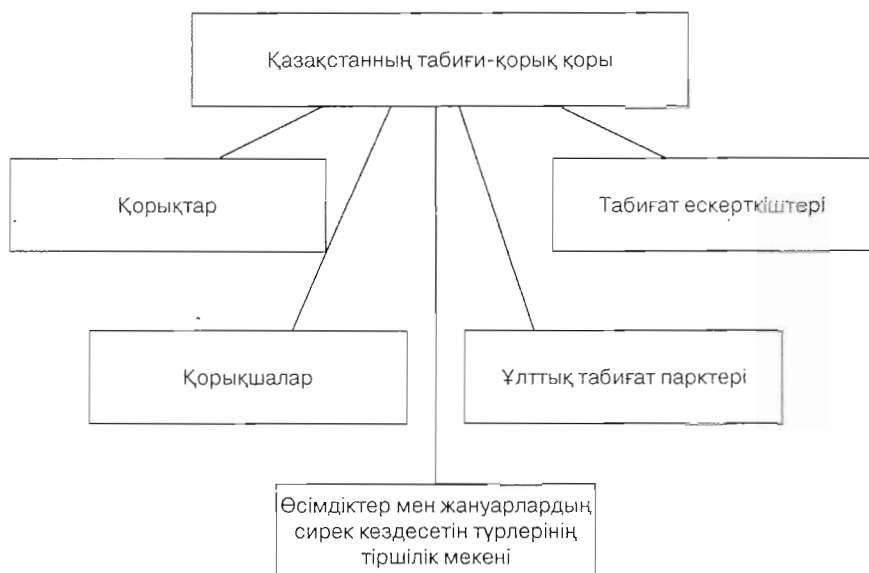 Қазақстанның табиғи-қорық қоры
Қорықтар
Табиғат ескерткіштері
Қорықшалар
Ұлттық табиғат парктері
Өсімдіктер мен жануарлардың
сирек кездесетін түрлерінің
тіршілік мекені